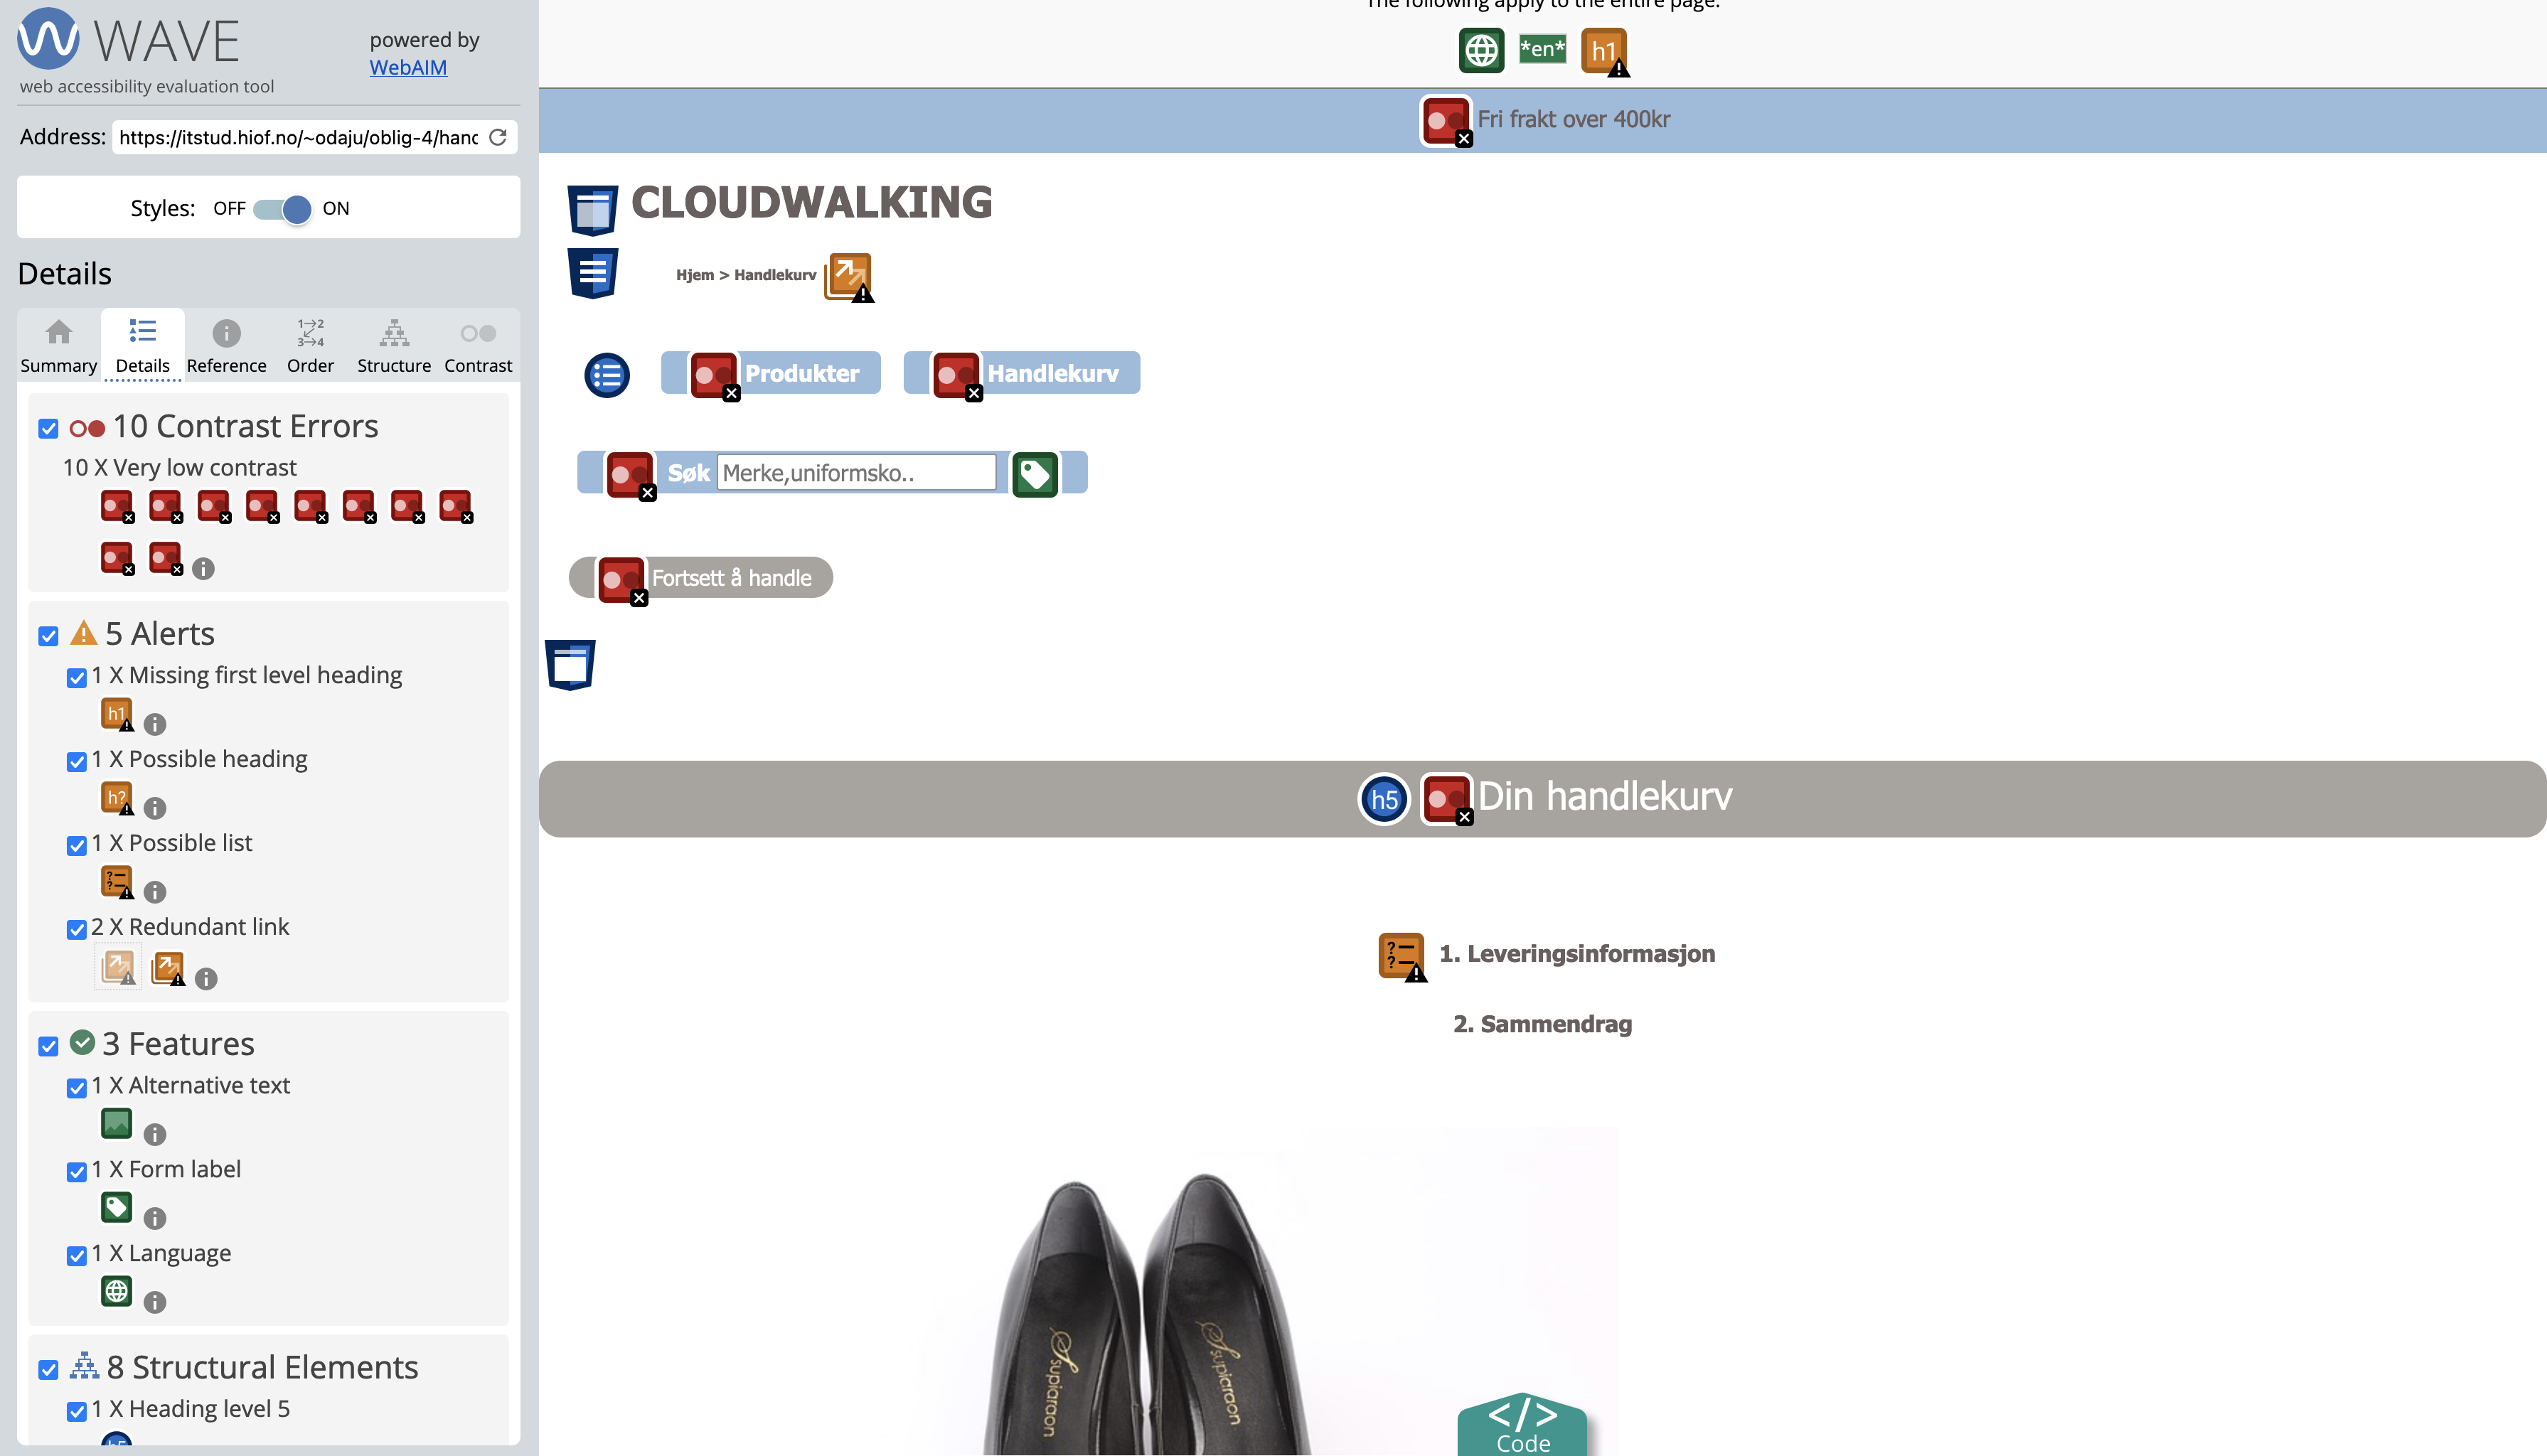 WAVE
powered by
WebAIM
web accessibility evaluation tool
Address: https://itstud.hiof.no/~odaju/oblig-4/hanc
Styles: OFF ON
Details
Summary Details Reference Order Structure Contrast
10 Contrast Errors
10 X Very low contrast
5 Alerts
1 X Missing first level heading
h1
1 X Possible heading
h?
1 X Possible list
2 X Redundant link
3 Features
1 X Alternative text
1 X Form label
1 X Language
8 Structural Elements
1 X Heading level 5
The following apply to the entire page:
*en* h1
Fri frakt over 400kr
CLOUDWALKING
Hjem > Handlekurv
Produkter Handlekurv
Søk Merke,uniformsko..
Fortsett å handle
h5 Din handlekurv
1. Leveringsinformasjon
2. Sammendrag
supiaraon supiaraon
</> Code